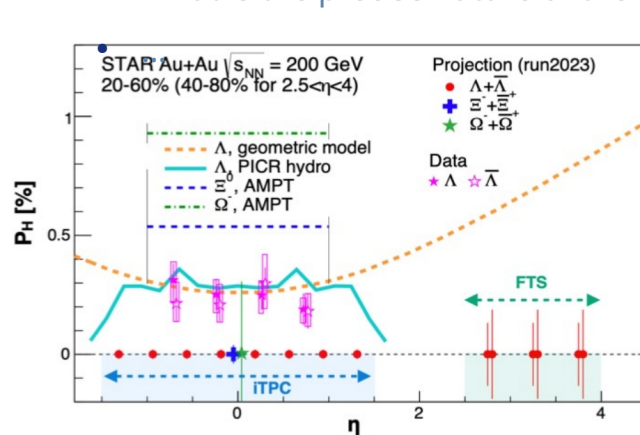 STAR Au+Au √sNN = 200 GeV
20-60% (40-80% for 2.5<η<4)
Projection (run2023)
Λ+Λ̅
Ξ⁻+Ξ̅⁺
Ω⁻+Ω̅⁺
Λ, geometric model
Λ, PICR hydro
Ξ⁻, AMPT
Ω⁻, AMPT
Data
Λ Λ̅
PH [%]
1
0.5
0
FTS
iTPC
0 2 4
η